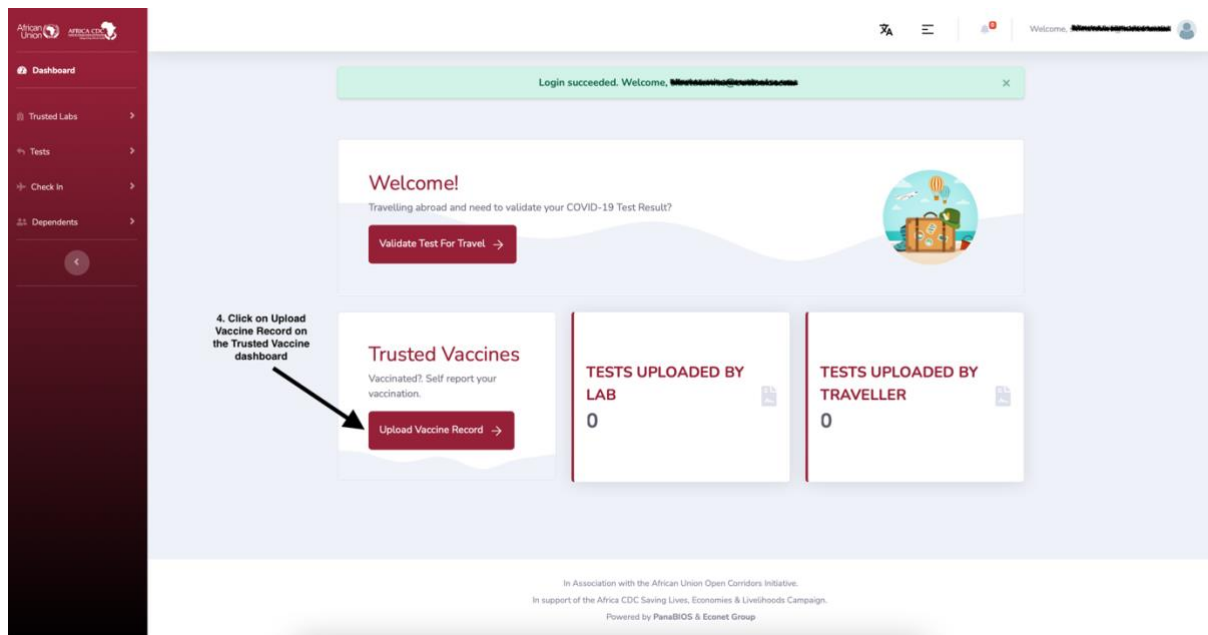 African
Union
AFRICA CDC
Welcome,
Dashboard
Login succeeded. Welcome,
Trusted Labs
Tests
Check In
Dependents
Welcome!
Travelling abroad and need to validate your COVID-19 Test Result?
Validate Test For Travel
4. Click on Upload
Vaccine Record on
the Trusted Vaccine
dashboard
Trusted Vaccines
Vaccinated?. Self report your
vaccination.
Upload Vaccine Record
TESTS UPLOADED BY
LAB
0
TESTS UPLOADED BY
TRAVELLER
0
In Association with the African Union Open Corridors Initiative.
In support of the Africa CDC Saving Lives, Economies & Livelihoods Campaign.
Powered by PanaBIOS & Econet Group